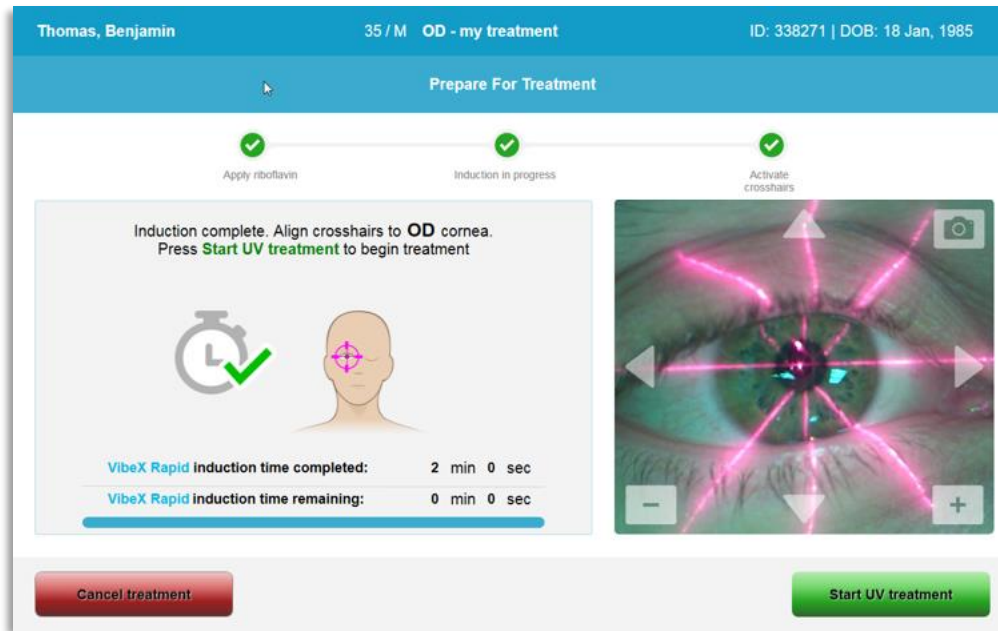 Thomas, Benjamin 35 / M OD - my treatment ID: 338271 | DOB: 18 Jan, 1985
Prepare For Treatment
Apply riboflavin Induction in progress Activate
crosshairs
Induction complete. Align crosshairs to OD cornea.
Press Start UV treatment to begin treatment
VibeX Rapid induction time completed: 2 min 0 sec
VibeX Rapid induction time remaining: 0 min 0 sec
Cancel treatment Start UV treatment